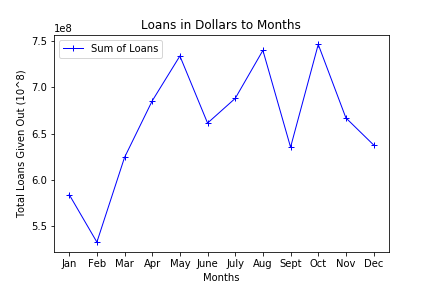 Loans in Dollars to Months
1e8
Sum of Loans
7.5
7.0
6.5
6.0
5.5
Total Loans Given Out (10^8)
Jan Feb Mar Apr May June July Aug Sept Oct Nov Dec
Months